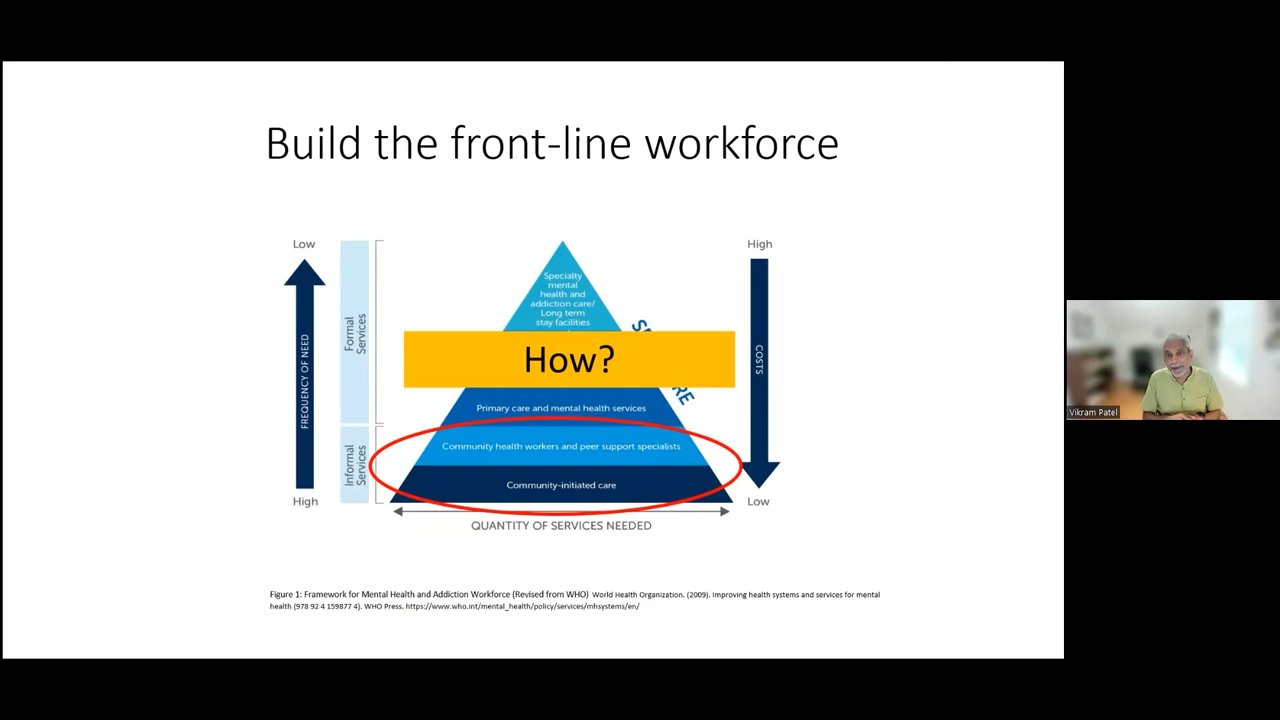 Build the front-line workforce
Low
High
FREQUENCY OF NEED
Formal
Services
Informal
Services
Specialty
mental
health and
addiction care/
Long term
stay facilities
How?
Primary care and mental health services
Community health workers and peer support specialists
Community-initiated care
High
COSTS
Low
QUANTITY OF SERVICES NEEDED
Figure 1: Framework for Mental Health and Addiction Workforce (Revised from WHO) World Health Organization. (2009). Improving health systems and services for mental
health (978 92 4 159877 4). WHO Press. https://www.who.int/mental_health/policy/services/mhsystems/en/
Vikram Patel